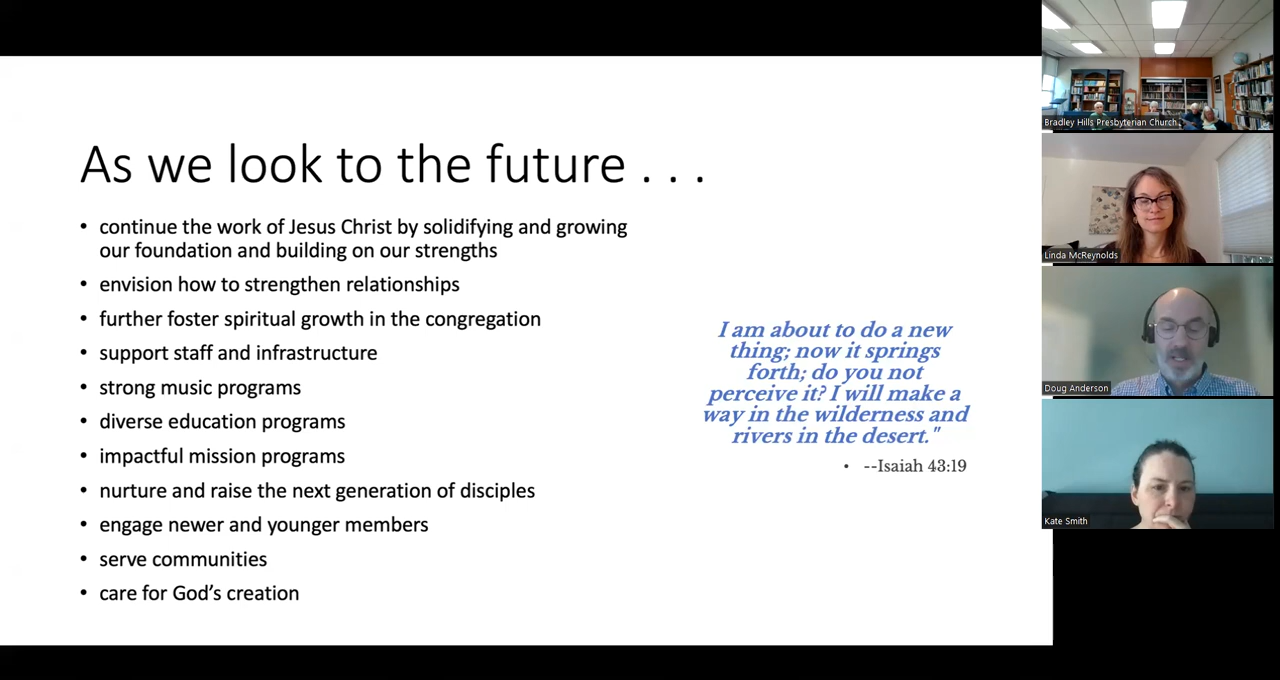 As we look to the future . . .
• continue the work of Jesus Christ by solidifying and growing
our foundation and building on our strengths
• envision how to strengthen relationships
• further foster spiritual growth in the congregation
• support staff and infrastructure
• strong music programs
• diverse education programs
• impactful mission programs
• nurture and raise the next generation of disciples
• engage newer and younger members
• serve communities
• care for God’s creation
I am about to do a new
thing; now it springs
forth; do you not
perceive it? I will make a
way in the wilderness and
rivers in the desert."
• --Isaiah 43:19
Bradley Hills Presbyterian Church
Linda McReynolds
Doug Anderson
Kate Smith